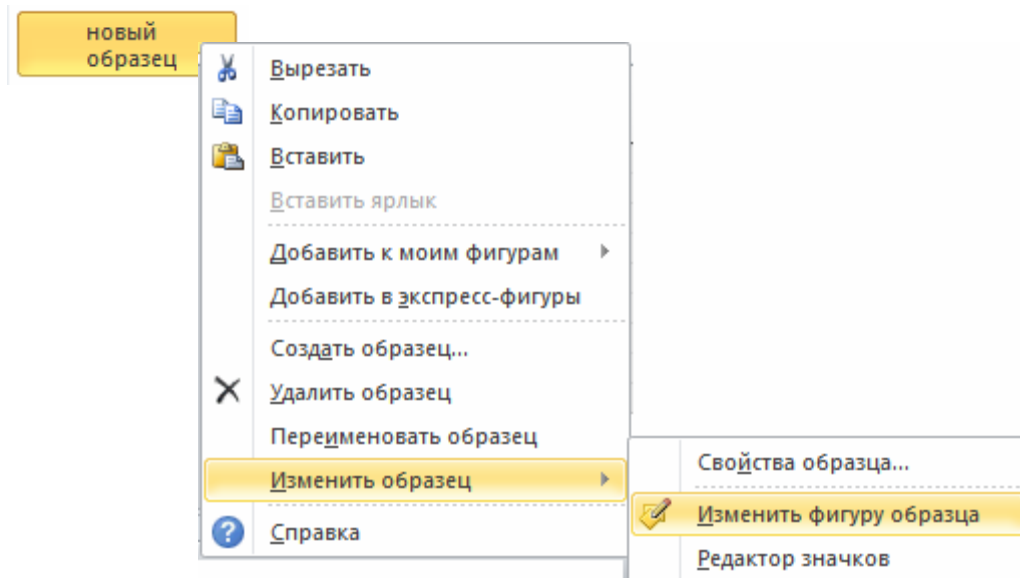 новый
образец
Вырезать
Копировать
Вставить
Вставить ярлык
Добавить к моим фигурам
Добавить в экспресс-фигуры
Создать образец...
Удалить образец
Переименовать образец
Изменить образец
Справка
Свойства образца...
Изменить фигуру образца
Редактор значков